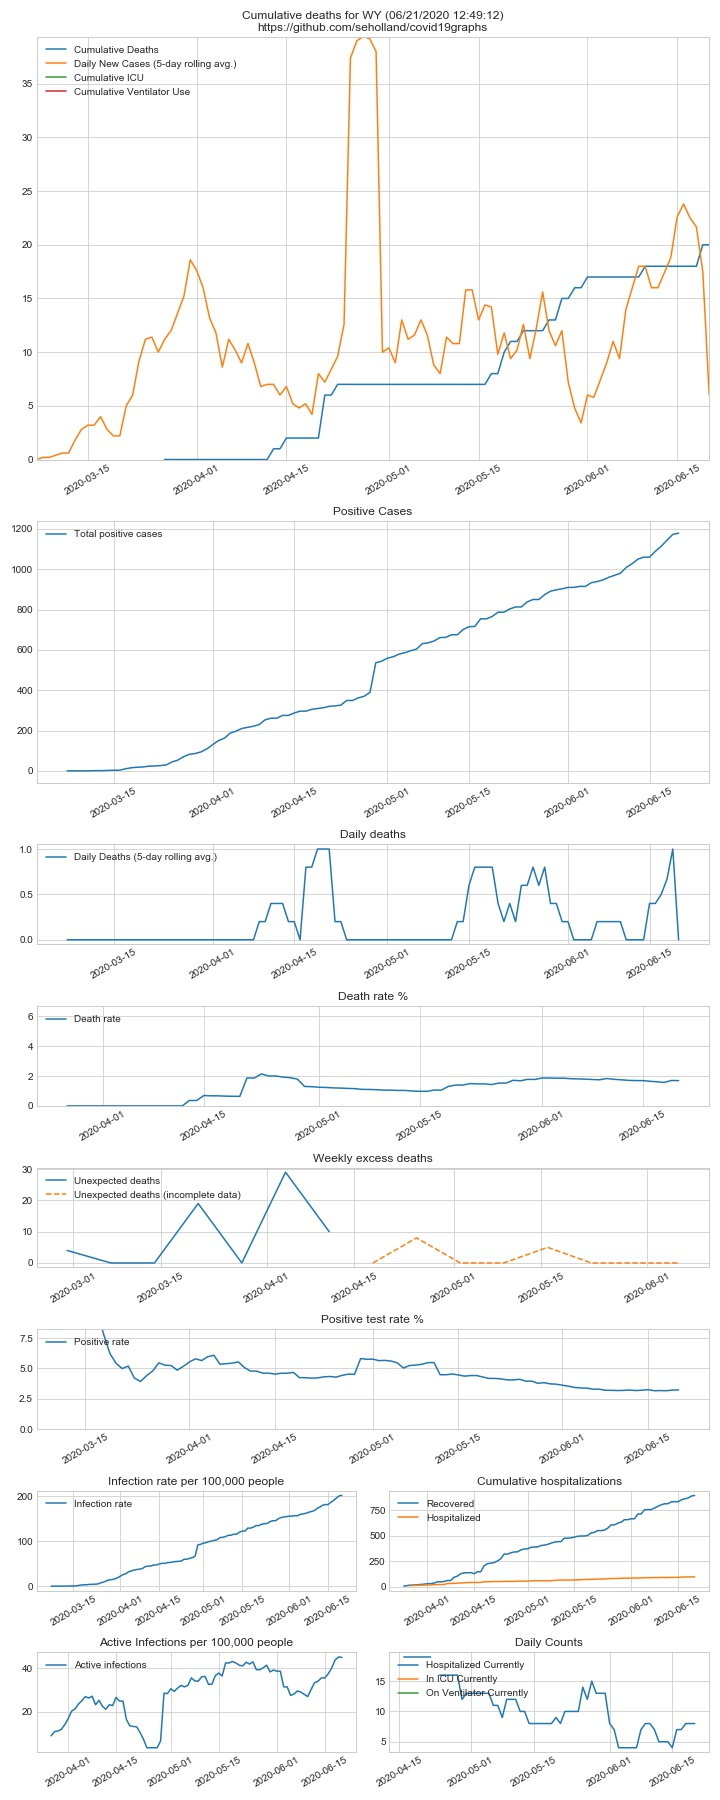 Cumulative deaths for WY (06/21/2020 12:49:12)
https://github.com/seholland/covid19graphs
Cumulative Deaths
Daily New Cases (5-day rolling avg.)
Cumulative ICU
Cumulative Ventilator Use
35
30
25
20
15
10
5
0
2020-03-15 2020-04-01 2020-04-15 2020-05-01 2020-05-15 2020-06-01 2020-06-15
Positive Cases
Total positive cases
1200
1000
800
600
400
200
0
2020-03-15 2020-04-01 2020-04-15 2020-05-01 2020-05-15 2020-06-01 2020-06-15
Daily deaths
Daily Deaths (5-day rolling avg.)
1.0
0.5
0.0
2020-03-15 2020-04-01 2020-04-15 2020-05-01 2020-05-15 2020-06-01 2020-06-15
Death rate %
Death rate
6
4
2
0
2020-04-01 2020-04-15 2020-05-01 2020-05-15 2020-06-01 2020-06-15
Weekly excess deaths
Unexpected deaths
Unexpected deaths (incomplete data)
30
20
10
0
2020-03-01 2020-03-15 2020-04-01 2020-04-15 2020-05-01 2020-05-15 2020-06-01
Positive test rate %
Positive rate
7.5
5.0
2.5
0.0
2020-03-15 2020-04-01 2020-04-15 2020-05-01 2020-05-15 2020-06-01 2020-06-15
Infection rate per 100,000 people
Infection rate
200
100
0
2020-03-15 2020-04-01 2020-04-15 2020-05-01 2020-05-15 2020-06-01 2020-06-15
Cumulative hospitalizations
Recovered
Hospitalized
750
500
250
0
2020-04-01 2020-04-15 2020-05-01 2020-05-15 2020-06-01 2020-06-15
Active Infections per 100,000 people
Active infections
40
20
2020-04-01 2020-04-15 2020-05-01 2020-05-15 2020-06-01 2020-06-15
Daily Counts
Hospitalized Currently
In ICU Currently
On Ventilator Currently
15
10
5
2020-04-15 2020-05-01 2020-05-15 2020-06-01 2020-06-15